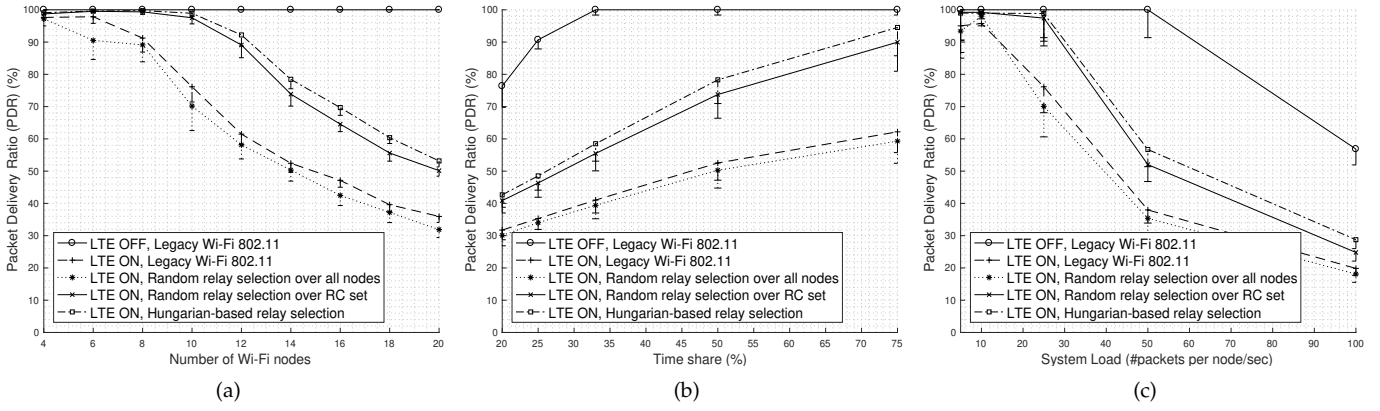 Packet Delivery Ratio (PDR) (%)
100
90
80
70
60
50
40
30
20
10
0
LTE OFF, Legacy Wi-Fi 802.11
LTE ON, Legacy Wi-Fi 802.11
LTE ON, Random relay selection over all nodes
LTE ON, Random relay selection over RC set
LTE ON, Hungarian-based relay selection
4 6 8 10 12 14 16 18 20
Number of Wi-Fi nodes
(a)
Packet Delivery Ratio (PDR) (%)
100
90
80
70
60
50
40
30
20
10
0
LTE OFF, Legacy Wi-Fi 802.11
LTE ON, Legacy Wi-Fi 802.11
LTE ON, Random relay selection over all nodes
LTE ON, Random relay selection over RC set
LTE ON, Hungarian-based relay selection
20 25 30 35 40 45 50 55 60 65 70 75
Time share (%)
(b)
Packet Delivery Ratio (PDR) (%)
100
90
80
70
60
50
40
30
20
10
0
LTE OFF, Legacy Wi-Fi 802.11
LTE ON, Legacy Wi-Fi 802.11
LTE ON, Random relay selection over all nodes
LTE ON, Random relay selection over RC set
LTE ON, Hungarian-based relay selection
10 20 30 40 50 60 70 80 90 100
System Load (#packets per node/sec)
(c)